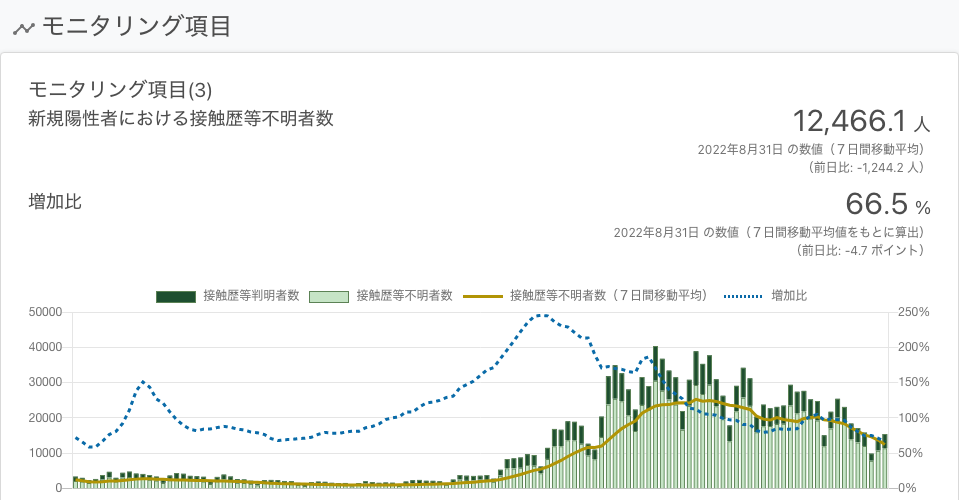 モニタリング項目
モニタリング項目(3)
新規陽性者における接触歴等不明者数
12,466.1 人
2022年8月31日 の数値（７日間移動平均）
（前日比: -1,244.2 人）
増加比
66.5 %
2022年8月31日 の数値（７日間移動平均値をもとに算出）
（前日比: -4.7 ポイント）
接触歴等判明者数 接触歴等不明者数 接触歴等不明者数（７日間移動平均） 増加比
50000 250%
40000 200%
30000 150%
20000 100%
10000 50%
0 0%